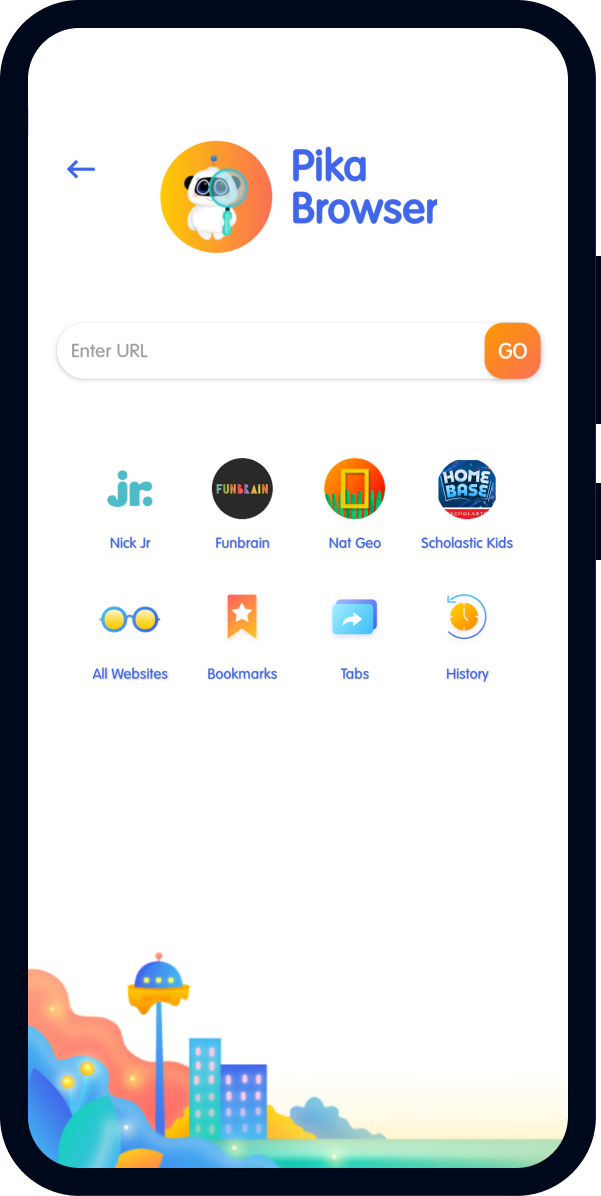 Pika
Browser
Enter URL
GO
jr.
FUNBRAIN
HOME
BASE
SCHOLASTIC
Nick Jr
Funbrain
Nat Geo
Scholastic Kids
All Websites
Bookmarks
Tabs
History